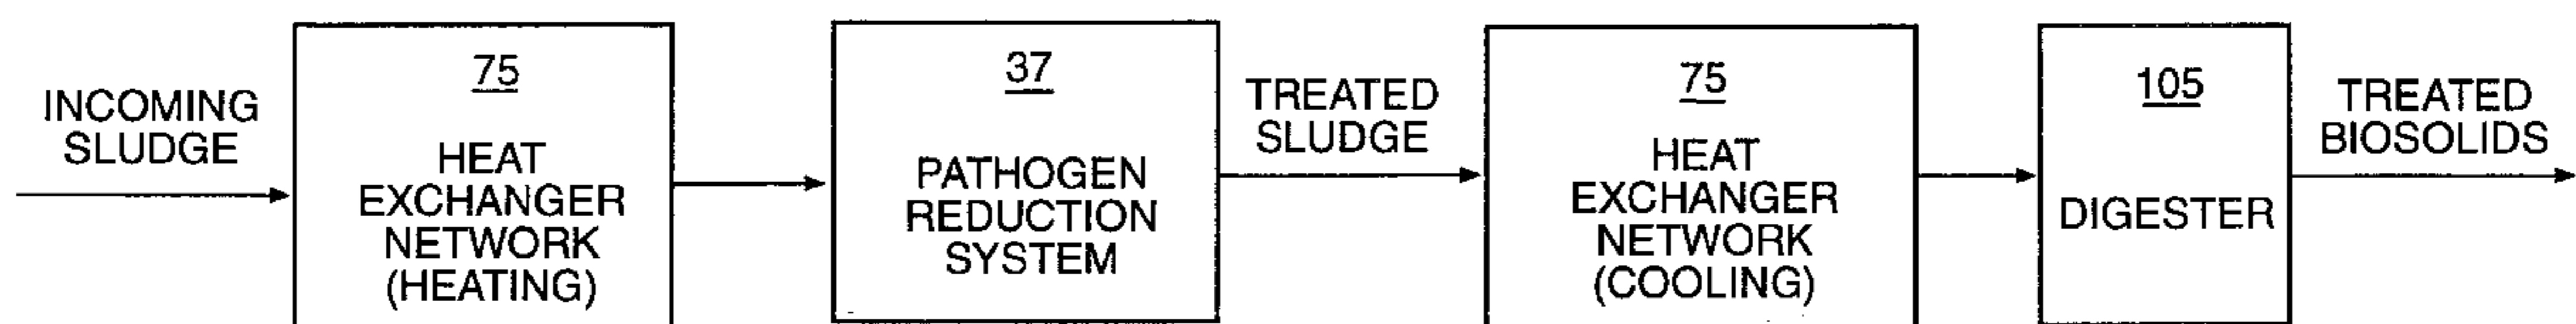 INCOMING
SLUDGE
75
HEAT
EXCHANGER
NETWORK
(HEATING)
37
PATHOGEN
REDUCTION
SYSTEM
TREATED
SLUDGE
75
HEAT
EXCHANGER
NETWORK
(COOLING)
105
DIGESTER
TREATED
BIOSOLIDS